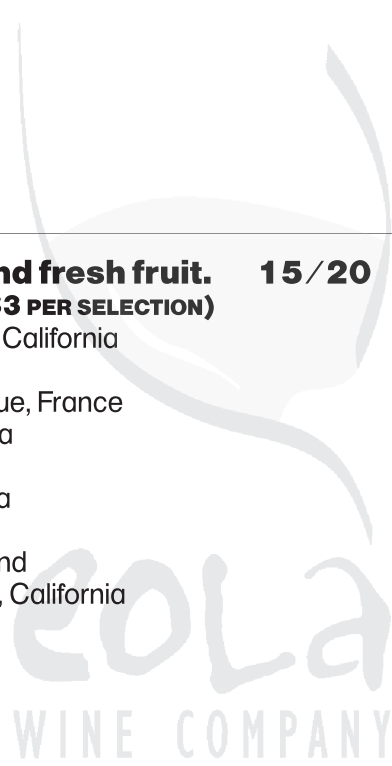 nd fresh fruit. 15/20
$3 PER SELECTION)
California
ue, France
a
a
nd
, California
eola
WINE COMPANY